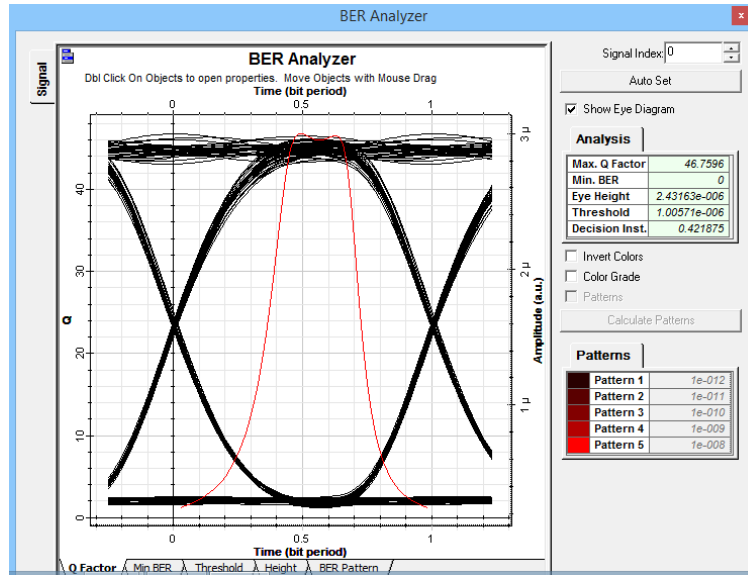 BER Analyzer
x
Signal
BER Analyzer
Dbl Click On Objects to open properties. Move Objects with Mouse Drag
Time (bit period)
0 0.5 1
3 µ
2 µ
1 µ
Amplitude (a.u.)
40
30
20
10
0
Q
0 0.5 1
Time (bit period)
Q Factor Min BER Threshold Height BER Pattern
Signal Index: 0
Auto Set
Show Eye Diagram
Analysis
Max. Q Factor 46.7596
Min. BER 0
Eye Height 2.43163e-006
Threshold 1.00571e-006
Decision Inst. 0.421875
Invert Colors
Color Grade
Patterns
Calculate Patterns
Patterns
Pattern 1 1e-012
Pattern 2 1e-011
Pattern 3 1e-010
Pattern 4 1e-009
Pattern 5 1e-008